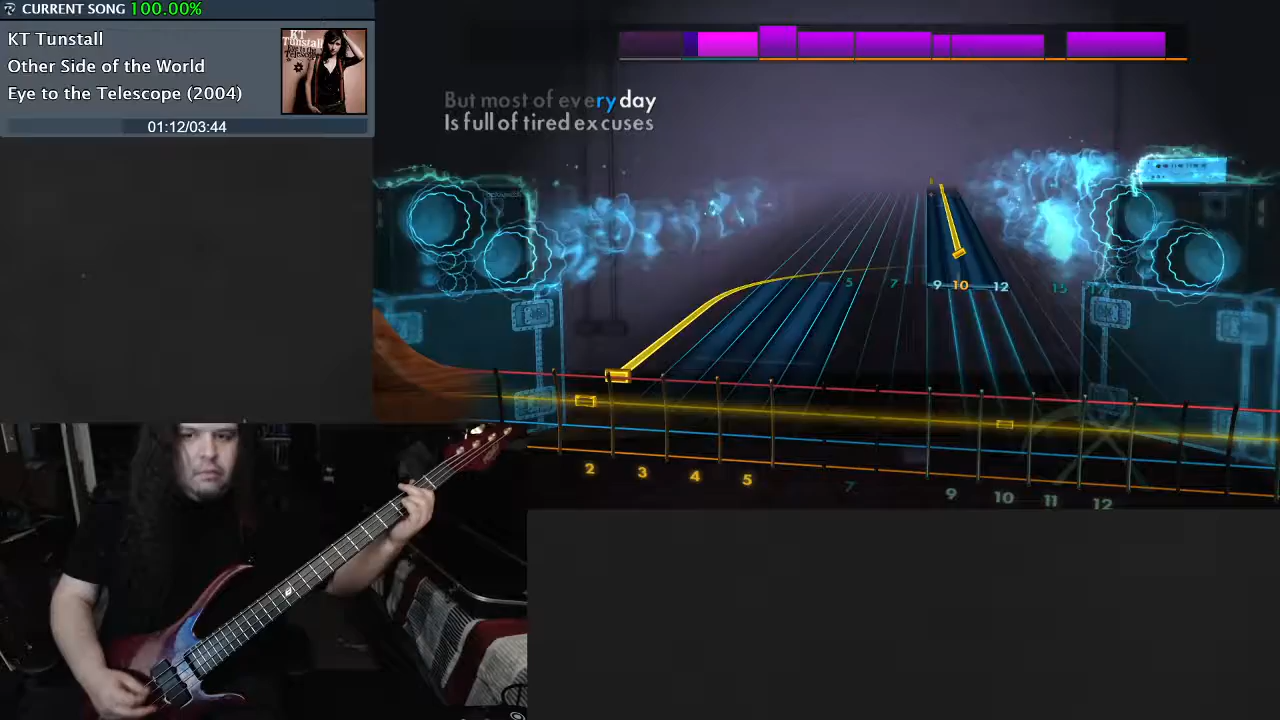 CURRENT SONG 100.00%
KT Tunstall
Other Side of the World
Eye to the Telescope (2004)
01:12/03:44
KT
Tunstall
But most of everyday
Is full of tired excuses
5 7 9 10 12 15
2 3 4 5 7 9 10 11 12